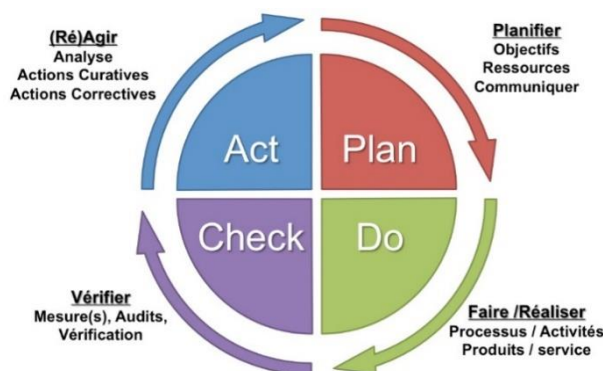 (Ré)Agir
Analyse
Actions Curatives
Actions Correctives
Planifier
Objectifs
Ressources
Communiquer
Act
Plan
Check
Do
Vérifier
Mesure(s), Audits,
Vérification
Faire /Réaliser
Processus / Activités
Produits / service